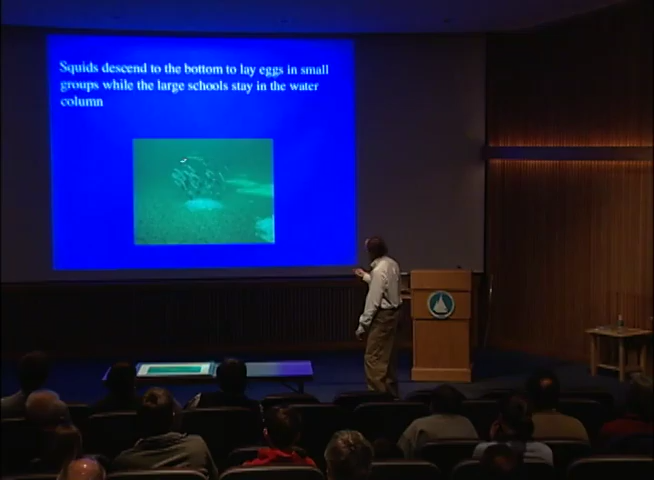 Squids descend to the bottom to lay eggs in small
groups while the large schools stay in the water
column